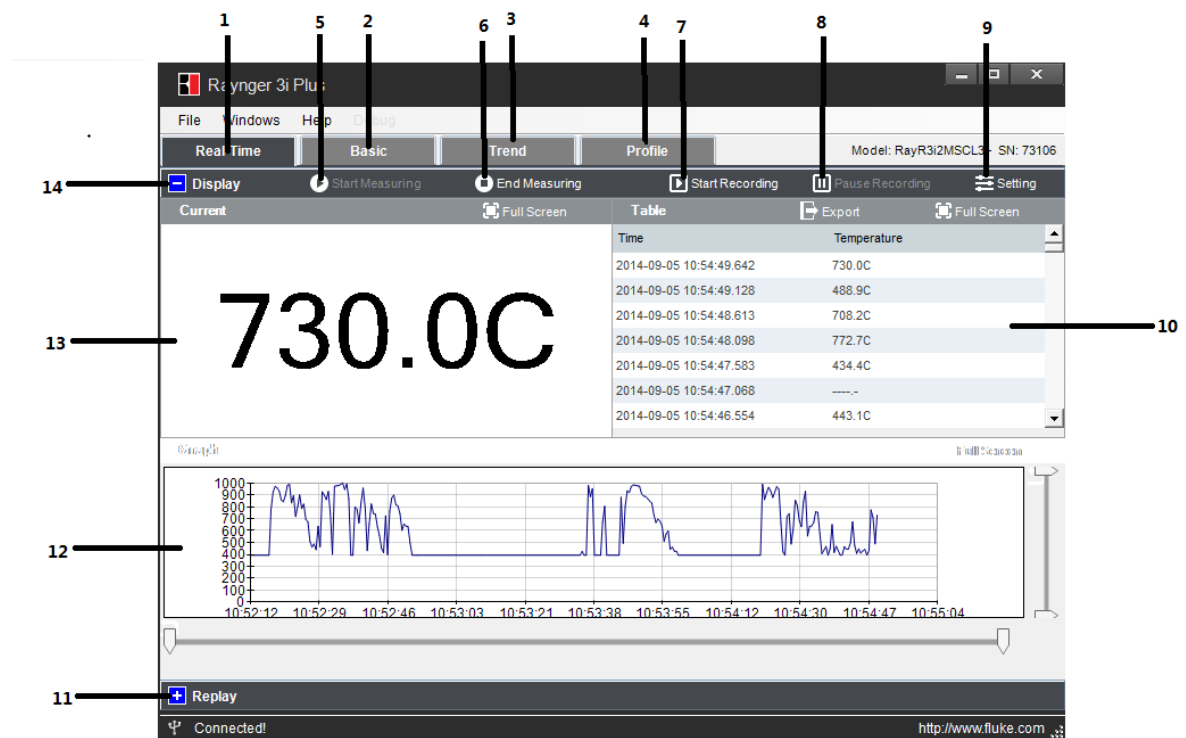 1 5 2 6 3 4 7 8 9
Raynger 3i Plus
File Windows Help Debug
Real Time Basic Trend Profile Model: RayR3i2MSCL3 - SN: 73106
14 Display Start Measuring End Measuring Start Recording Pause Recording Setting
Current Full Screen Table Export Full Screen
Time Temperature
2014-09-05 10:54:49.642 730.0C
2014-09-05 10:54:49.128 488.9C
2014-09-05 10:54:48.613 708.2C
10
730.0C
13
2014-09-05 10:54:48.098 772.7C
2014-09-05 10:54:47.583 434.4C
2014-09-05 10:54:47.068 ----.-
2014-09-05 10:54:46.554 443.1C
Graph Full Screen
1000
900
800
700
600
500
12
400
300
200
100
0
10:52:12 10:52:29 10:52:46 10:53:03 10:53:21 10:53:38 10:53:55 10:54:12 10:54:30 10:54:47 10:55:04
11 Replay
Connected! http://www.fluke.com